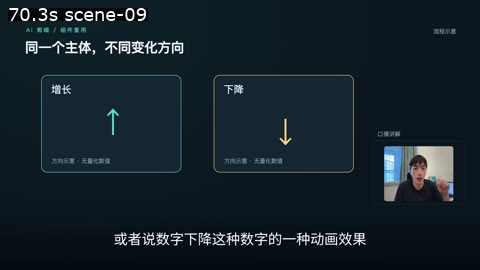 70.3s scene-09
AI 剪辑 / 组件复用
同一个主体，不同变化方向
流程示意
增长
方向示意 · 无量化数值
下降
方向示意 · 无量化数值
口播讲解
或者说数字下降这种数字的一种动画效果